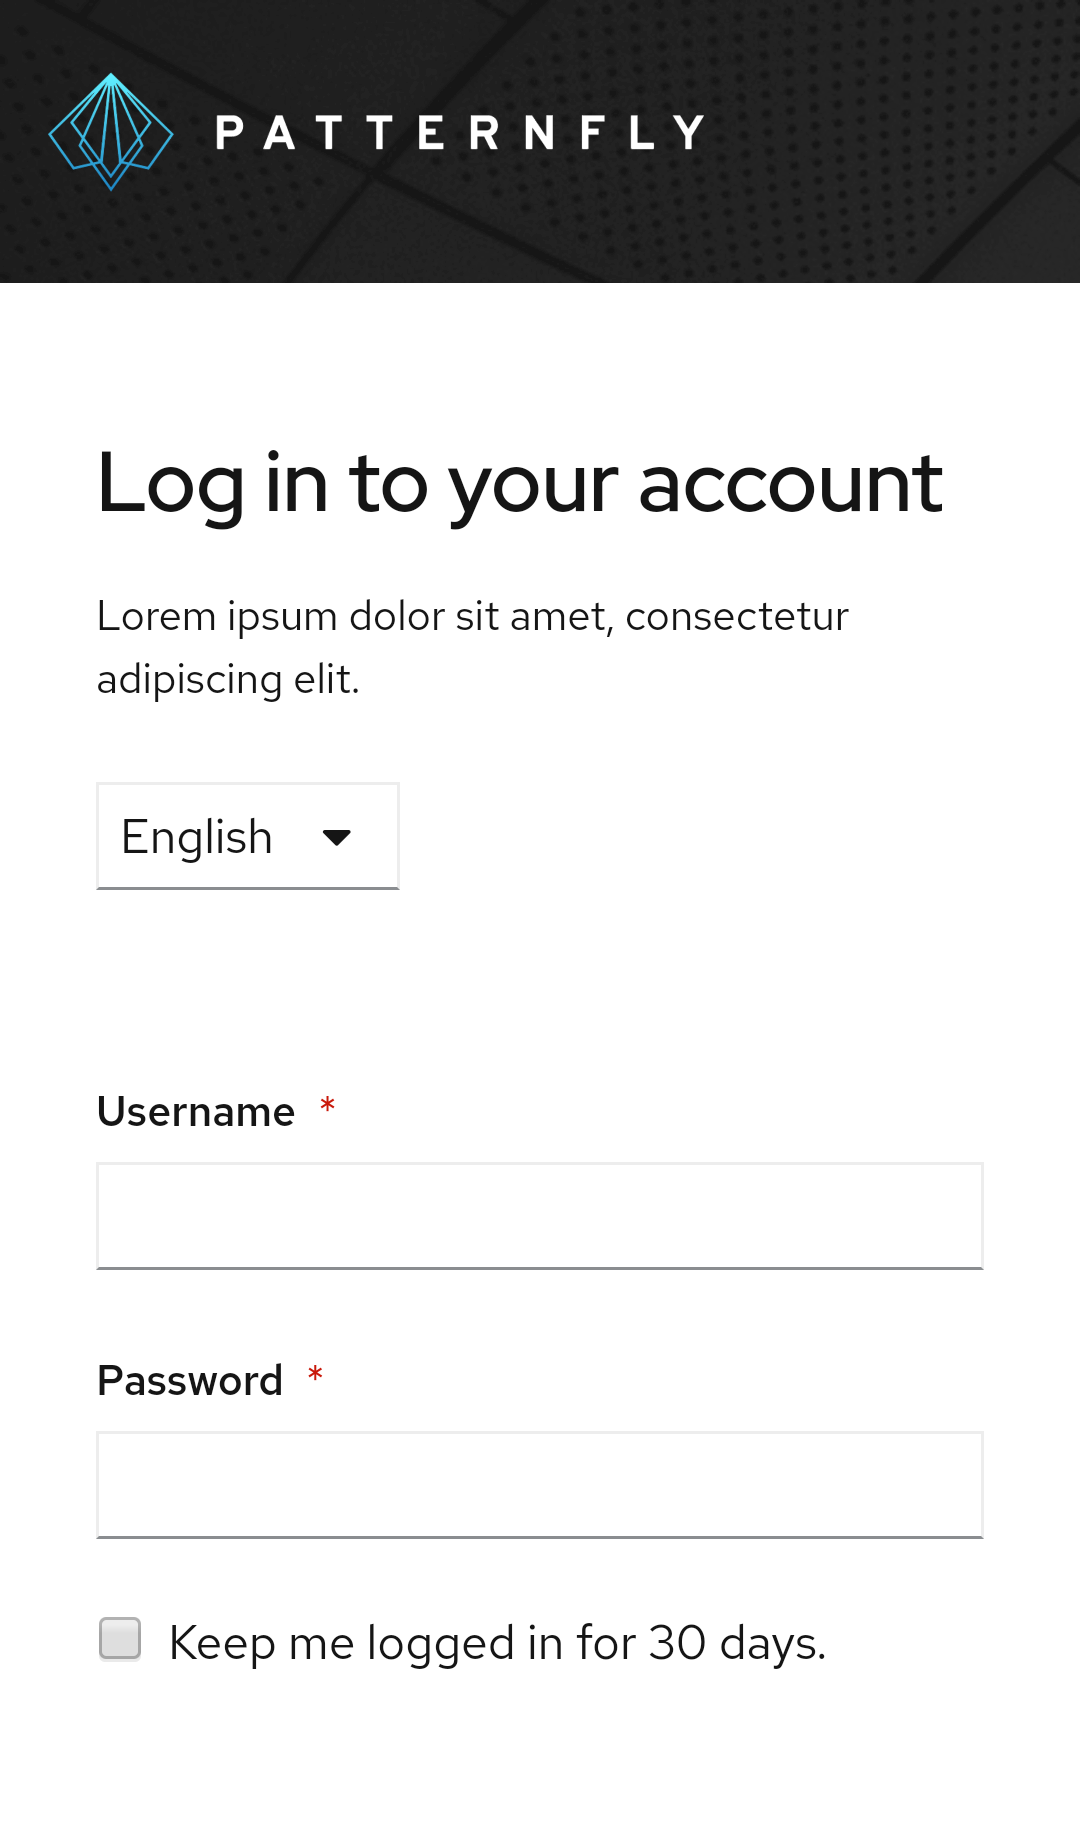 PATTERNFLY
Log in to your account
Lorem ipsum dolor sit amet, consectetur
adipiscing elit.
English
Username *
Password *
Keep me logged in for 30 days.